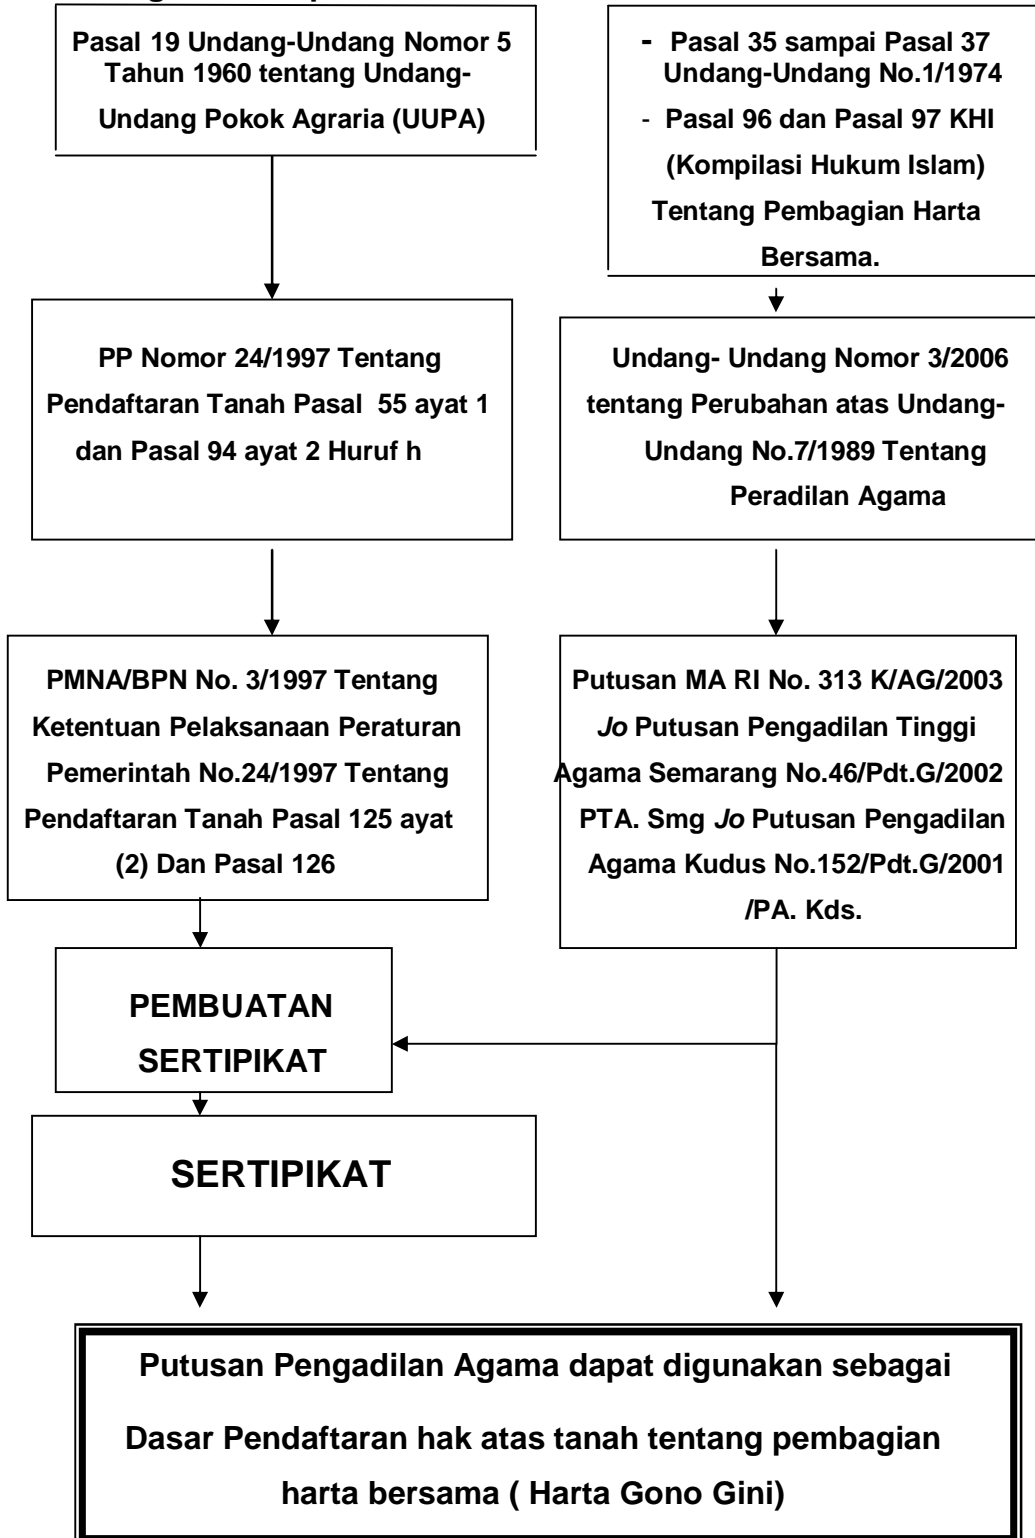 Pasal 19 Undang-Undang Nomor 5
Tahun 1960 tentang Undang-
Undang Pokok Agraria (UUPA)
- Pasal 35 sampai Pasal 37
Undang-Undang No.1/1974
- Pasal 96 dan Pasal 97 KHI
(Kompilasi Hukum Islam)
Tentang Pembagian Harta
Bersama.
PP Nomor 24/1997 Tentang
Pendaftaran Tanah Pasal 55 ayat 1
dan Pasal 94 ayat 2 Huruf h
Undang- Undang Nomor 3/2006
tentang Perubahan atas Undang-
Undang No.7/1989 Tentang
Peradilan Agama
PMNA/BPN No. 3/1997 Tentang
Ketentuan Pelaksanaan Peraturan
Pemerintah No.24/1997 Tentang
Pendaftaran Tanah Pasal 125 ayat
(2) Dan Pasal 126
Putusan MA RI No. 313 K/AG/2003
Jo Putusan Pengadilan Tinggi
Agama Semarang No.46/Pdt.G/2002
PTA. Smg Jo Putusan Pengadilan
Agama Kudus No.152/Pdt.G/2001
/PA. Kds.
PEMBUATAN
SERTIPIKAT
SERTIPIKAT
Putusan Pengadilan Agama dapat digunakan sebagai
Dasar Pendaftaran hak atas tanah tentang pembagian
harta bersama ( Harta Gono Gini)